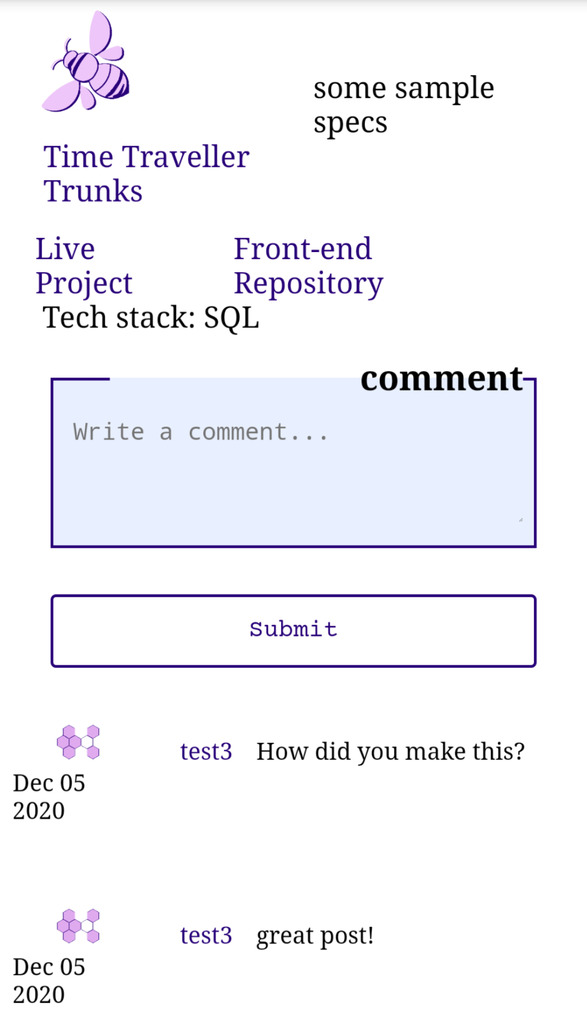 some sample
specs
Time Traveller
Trunks
Live
Project
Front-end
Repository
Tech stack: SQL
comment
Write a comment...
Submit
test3 How did you make this?
Dec 05
2020
test3 great post!
Dec 05
2020